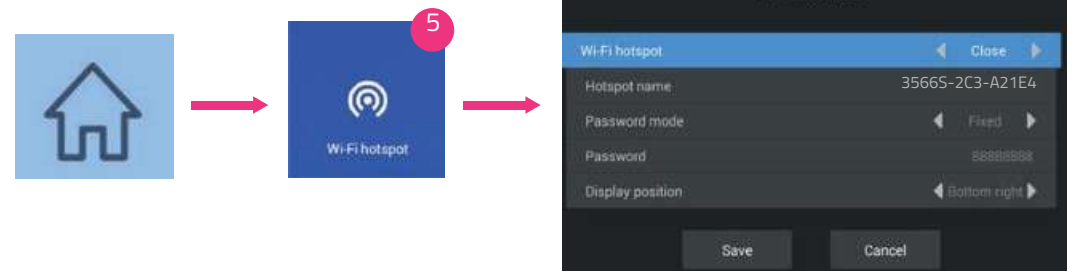 5
Wi-Fi hotspot
Wi-Fi hotspot Close
Hotspot name 3566S-2C3-A21E4
Password mode Fixed
Password 88888888
Display position Bottom right
Save Cancel